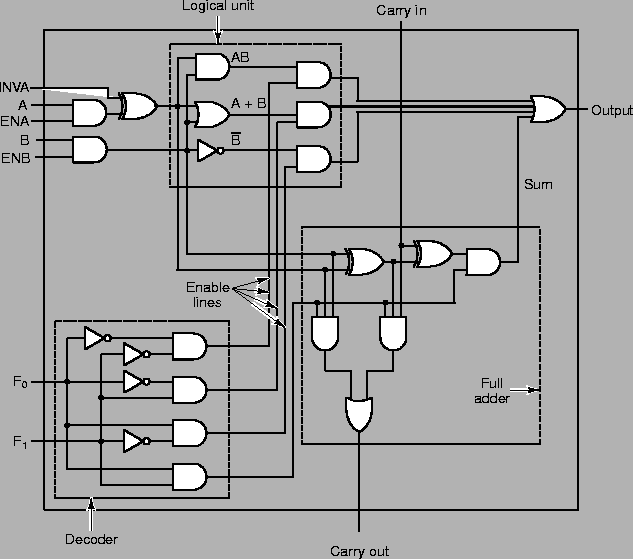 Logical unit
Carry in
INVA
A
ENA
B
ENB
AB
A + B
B
Output
Sum
Enable
lines
F0
F1
Full
adder
Decoder
Carry out